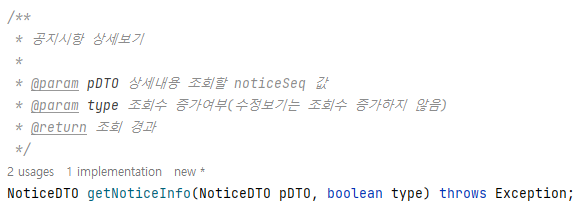 /**
 * 공지시항 상세보기
 *
 * @param pDTO 상세내용 조회할 noticeSeq 값
 * @param type 조회수 증가여부(수정보기는 조회수 증가하지 않음)
 * @return 조회 경과
 */
2 usages 1 implementation new *
NoticeDTO getNoticeInfo(NoticeDTO pDTO, boolean type) throws Exception;